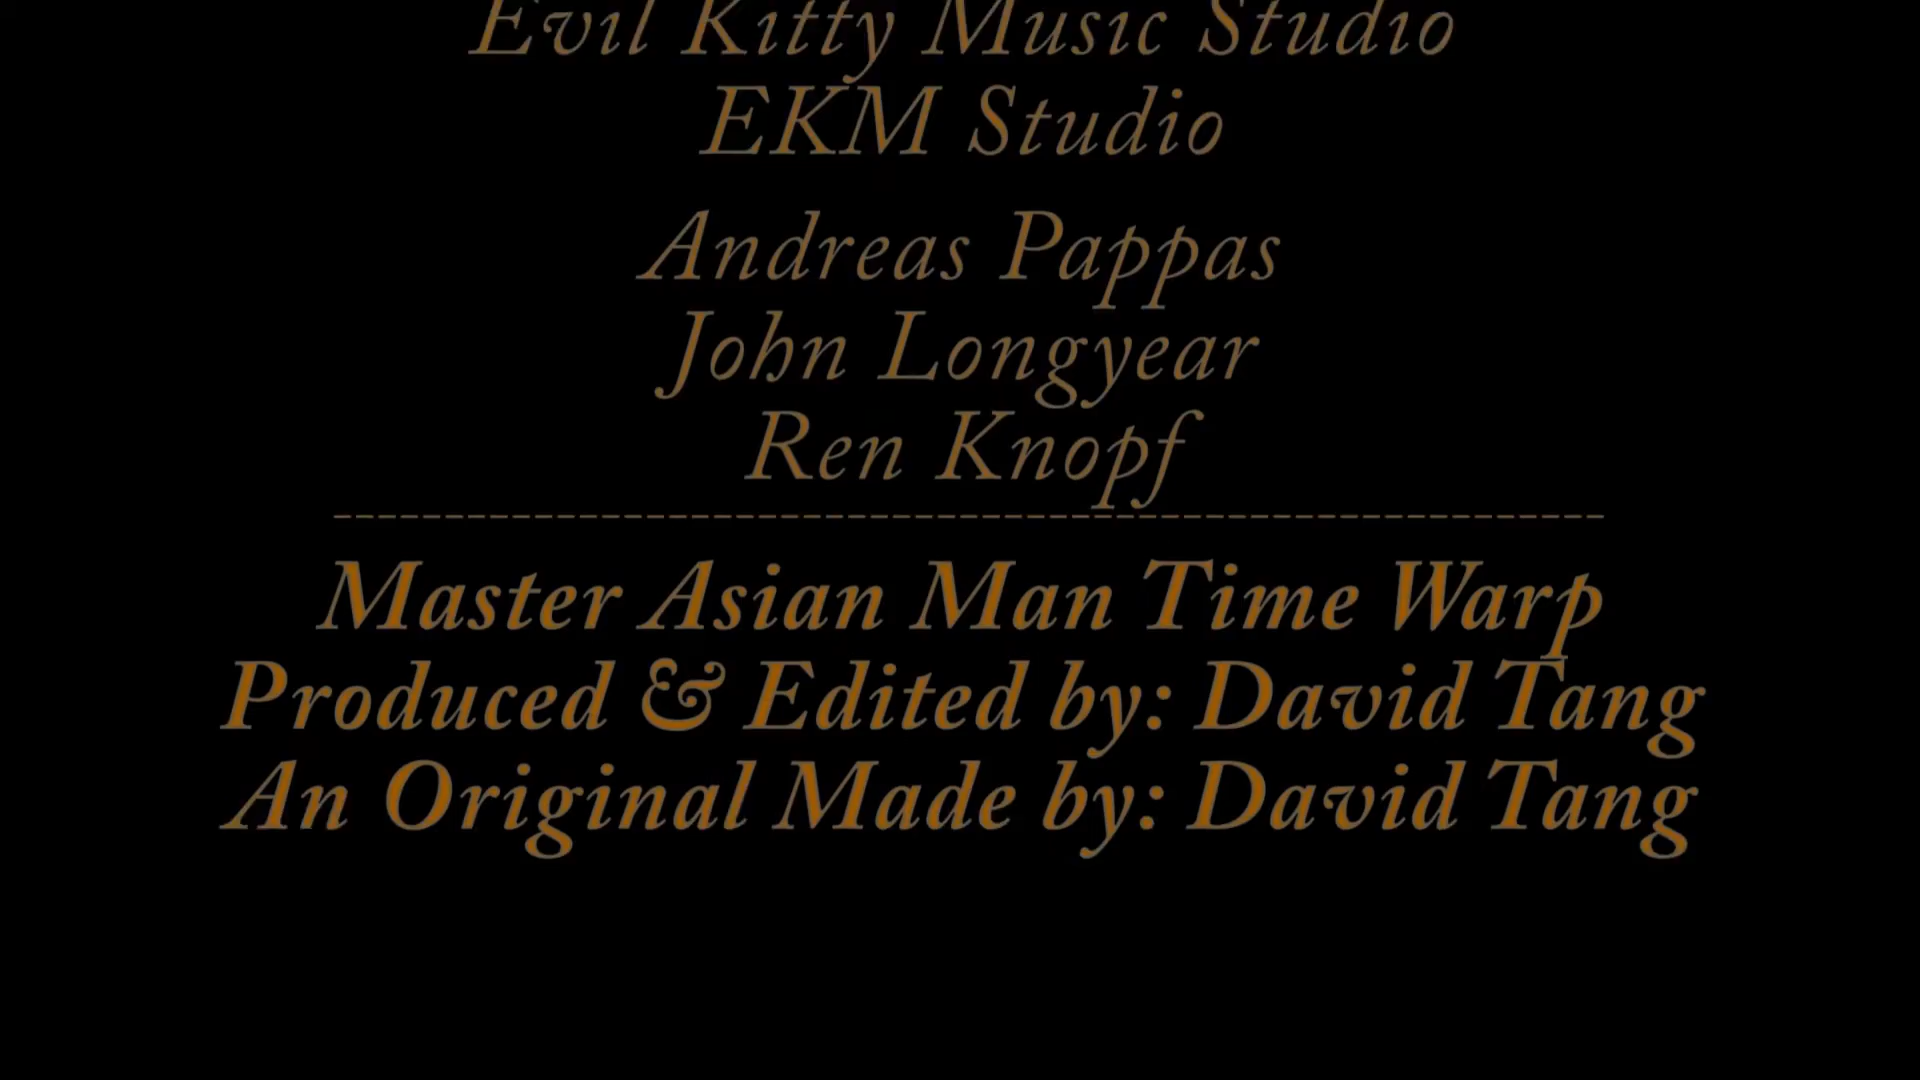 Evil Kitty Music Studio
EKM Studio
Andreas Pappas
John Longyear
Ren Knopf
---------------------------------------------------------
Master Asian Man Time Warp
Produced & Edited by: David Tang
An Original Made by: David Tang